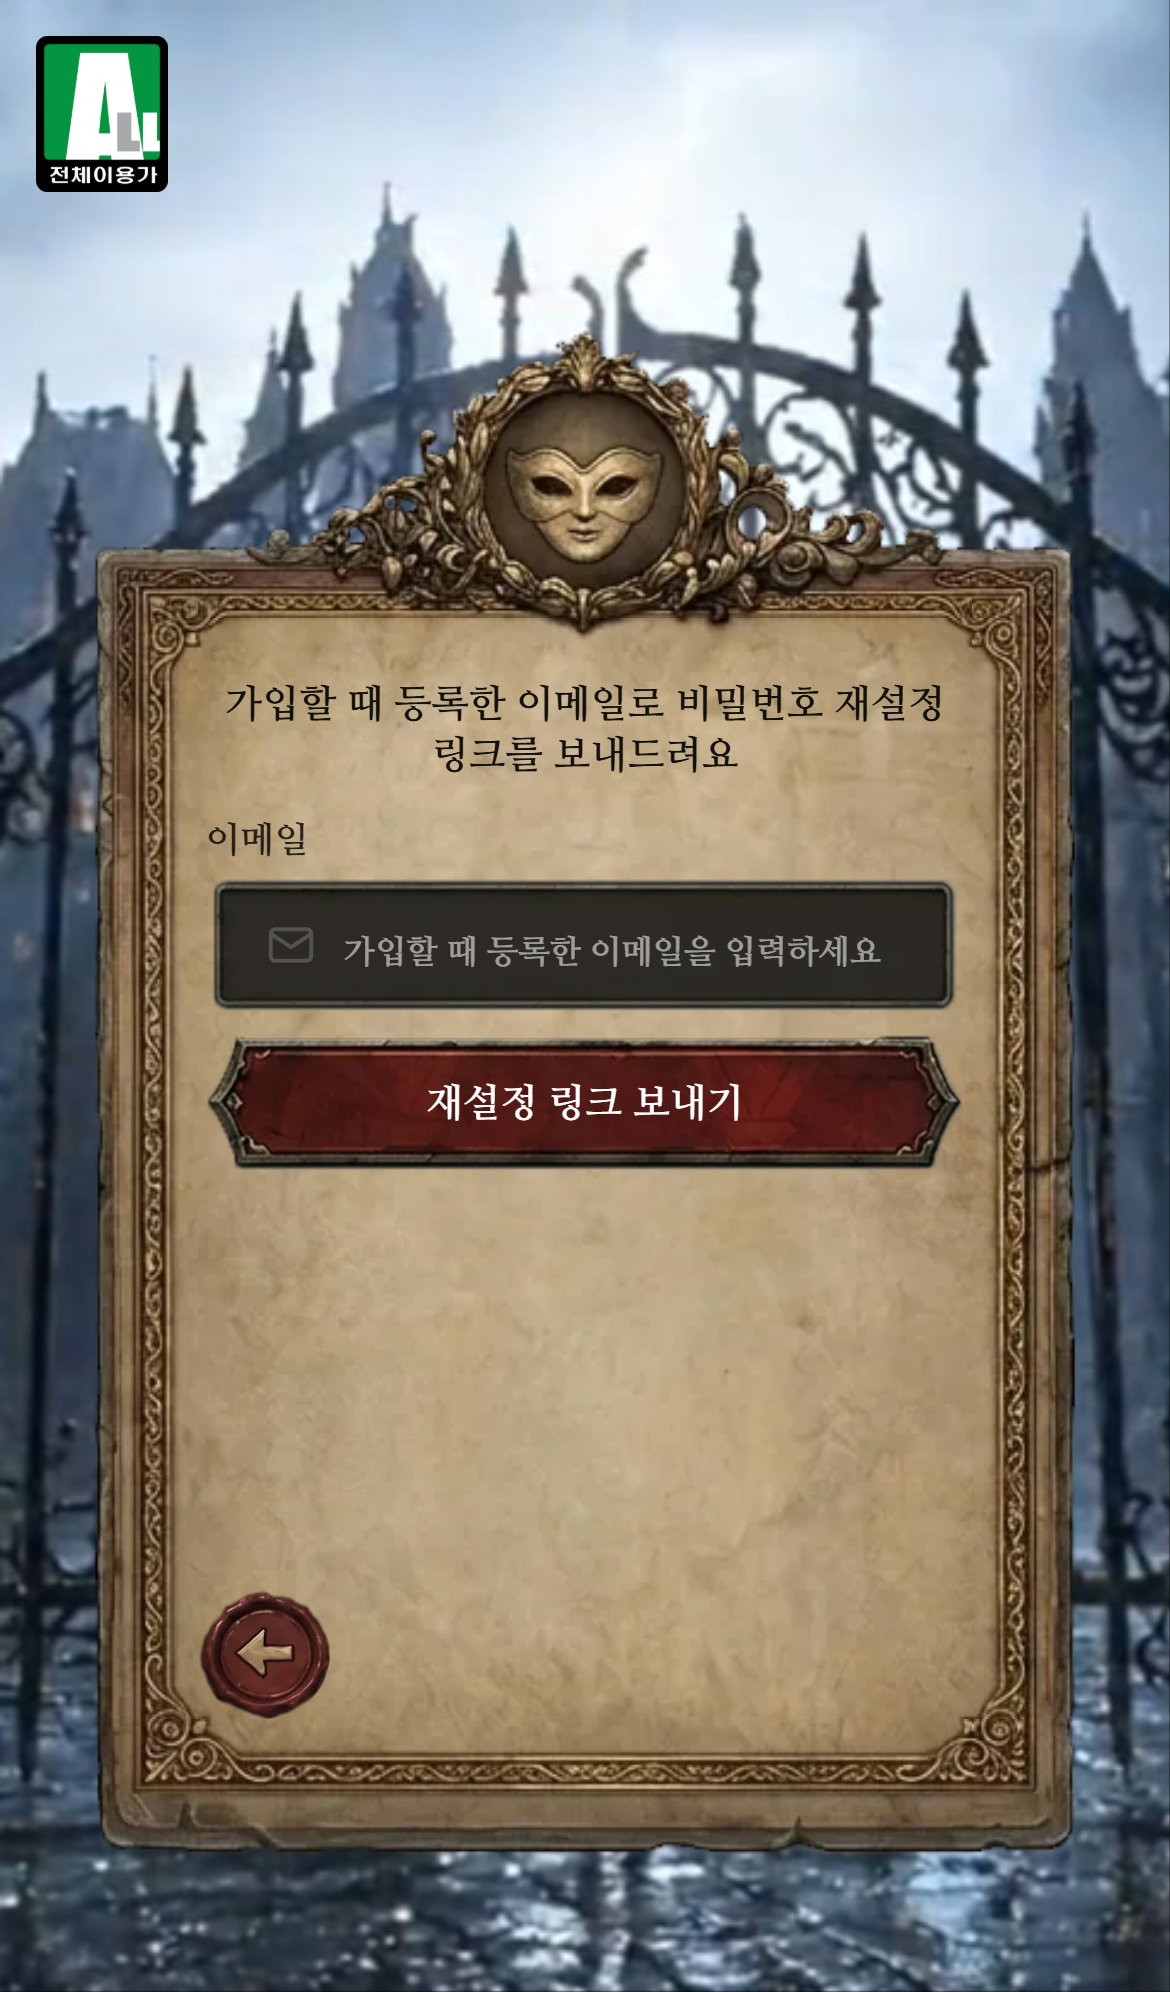 ALL
전체이용가
가입할 때 등록한 이메일로 비밀번호 재설정
링크를 보내드려요
이메일
가입할 때 등록한 이메일을 입력하세요
재설정 링크 보내기